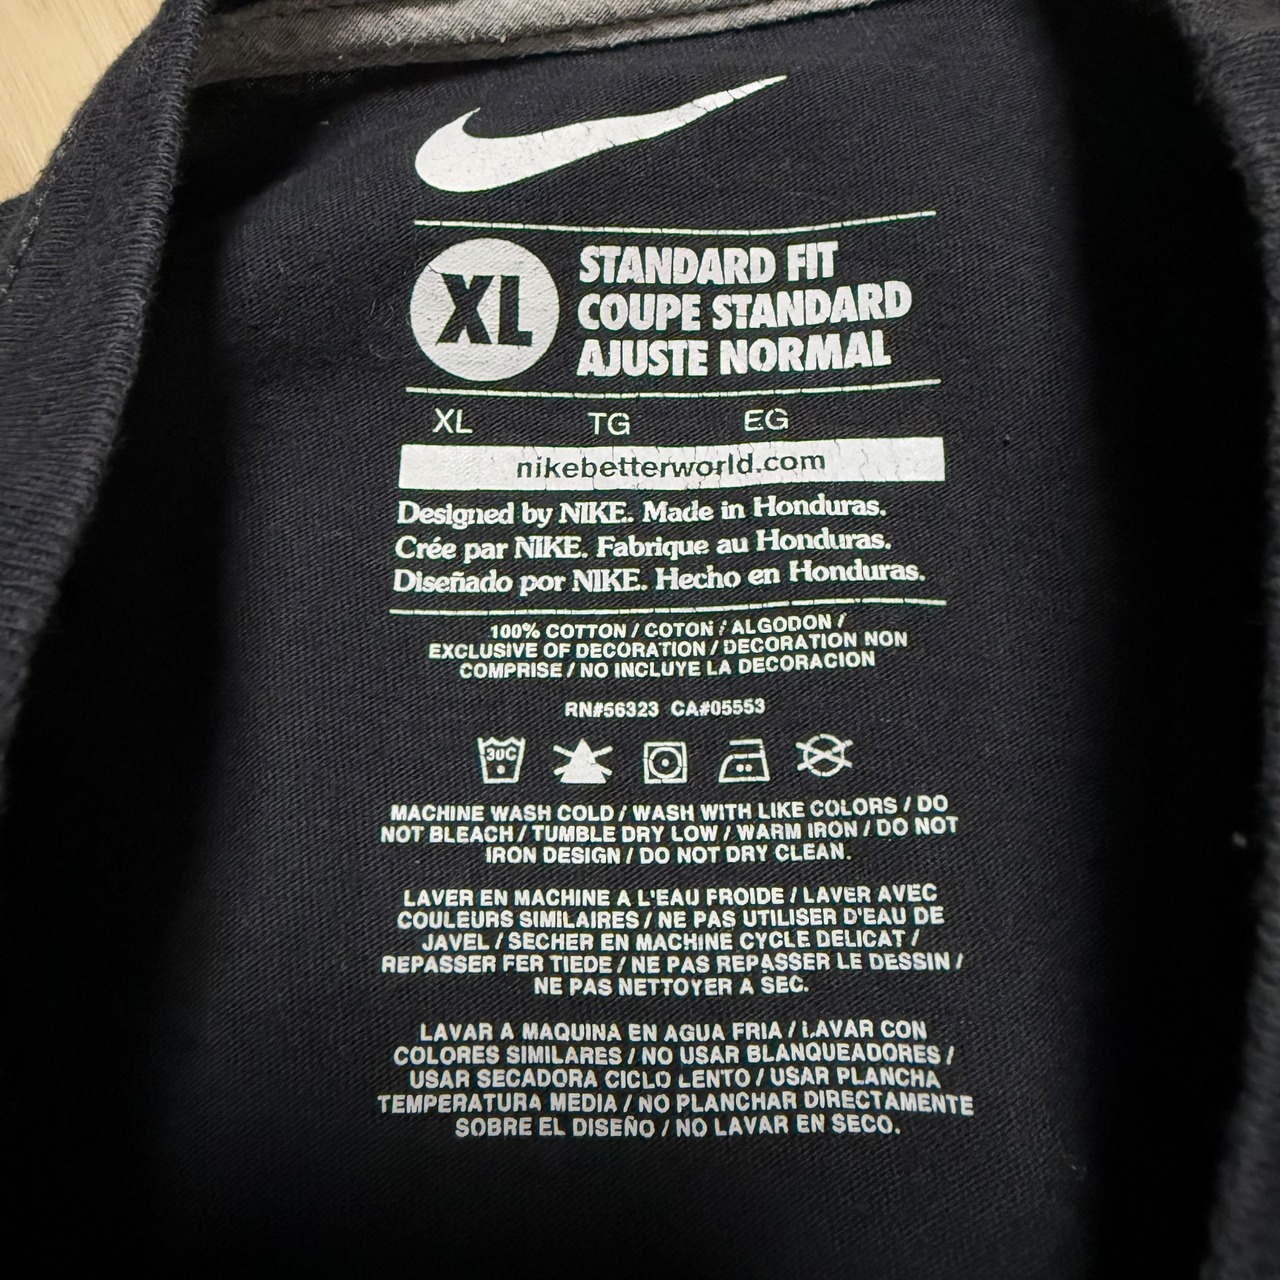 XL
STANDARD FIT
COUPE STANDARD
AJUSTE NORMAL
XL TG EG
nikebetterworld.com
Designed by NIKE. Made in Honduras.
Crée par NIKE. Fabrique au Honduras.
Diseñado por NIKE. Hecho en Honduras.
100% COTTON / COTON / ALGODON /
EXCLUSIVE OF DECORATION / DECORATION NON
COMPRISE / NO INCLUYE LA DECORACION
RN#56323 CA#05553
30C
MACHINE WASH COLD / WASH WITH LIKE COLORS / DO
NOT BLEACH / TUMBLE DRY LOW / WARM IRON / DO NOT
IRON DESIGN / DO NOT DRY CLEAN.
LAVER EN MACHINE A L'EAU FROIDE / LAVER AVEC
COULEURS SIMILAIRES / NE PAS UTILISER D'EAU DE
JAVEL / SECHER EN MACHINE CYCLE DELICAT /
REPASSER FER TIEDE / NE PAS REPASSER LE DESSIN /
NE PAS NETTOYER A SEC.
LAVAR A MAQUINA EN AGUA FRIA / LAVAR CON
COLORES SIMILARES / NO USAR BLANQUEADORES /
USAR SECADORA CICLO LENTO / USAR PLANCHA
TEMPERATURA MEDIA / NO PLANCHAR DIRECTAMENTE
SOBRE EL DISEÑO / NO LAVAR EN SECO.